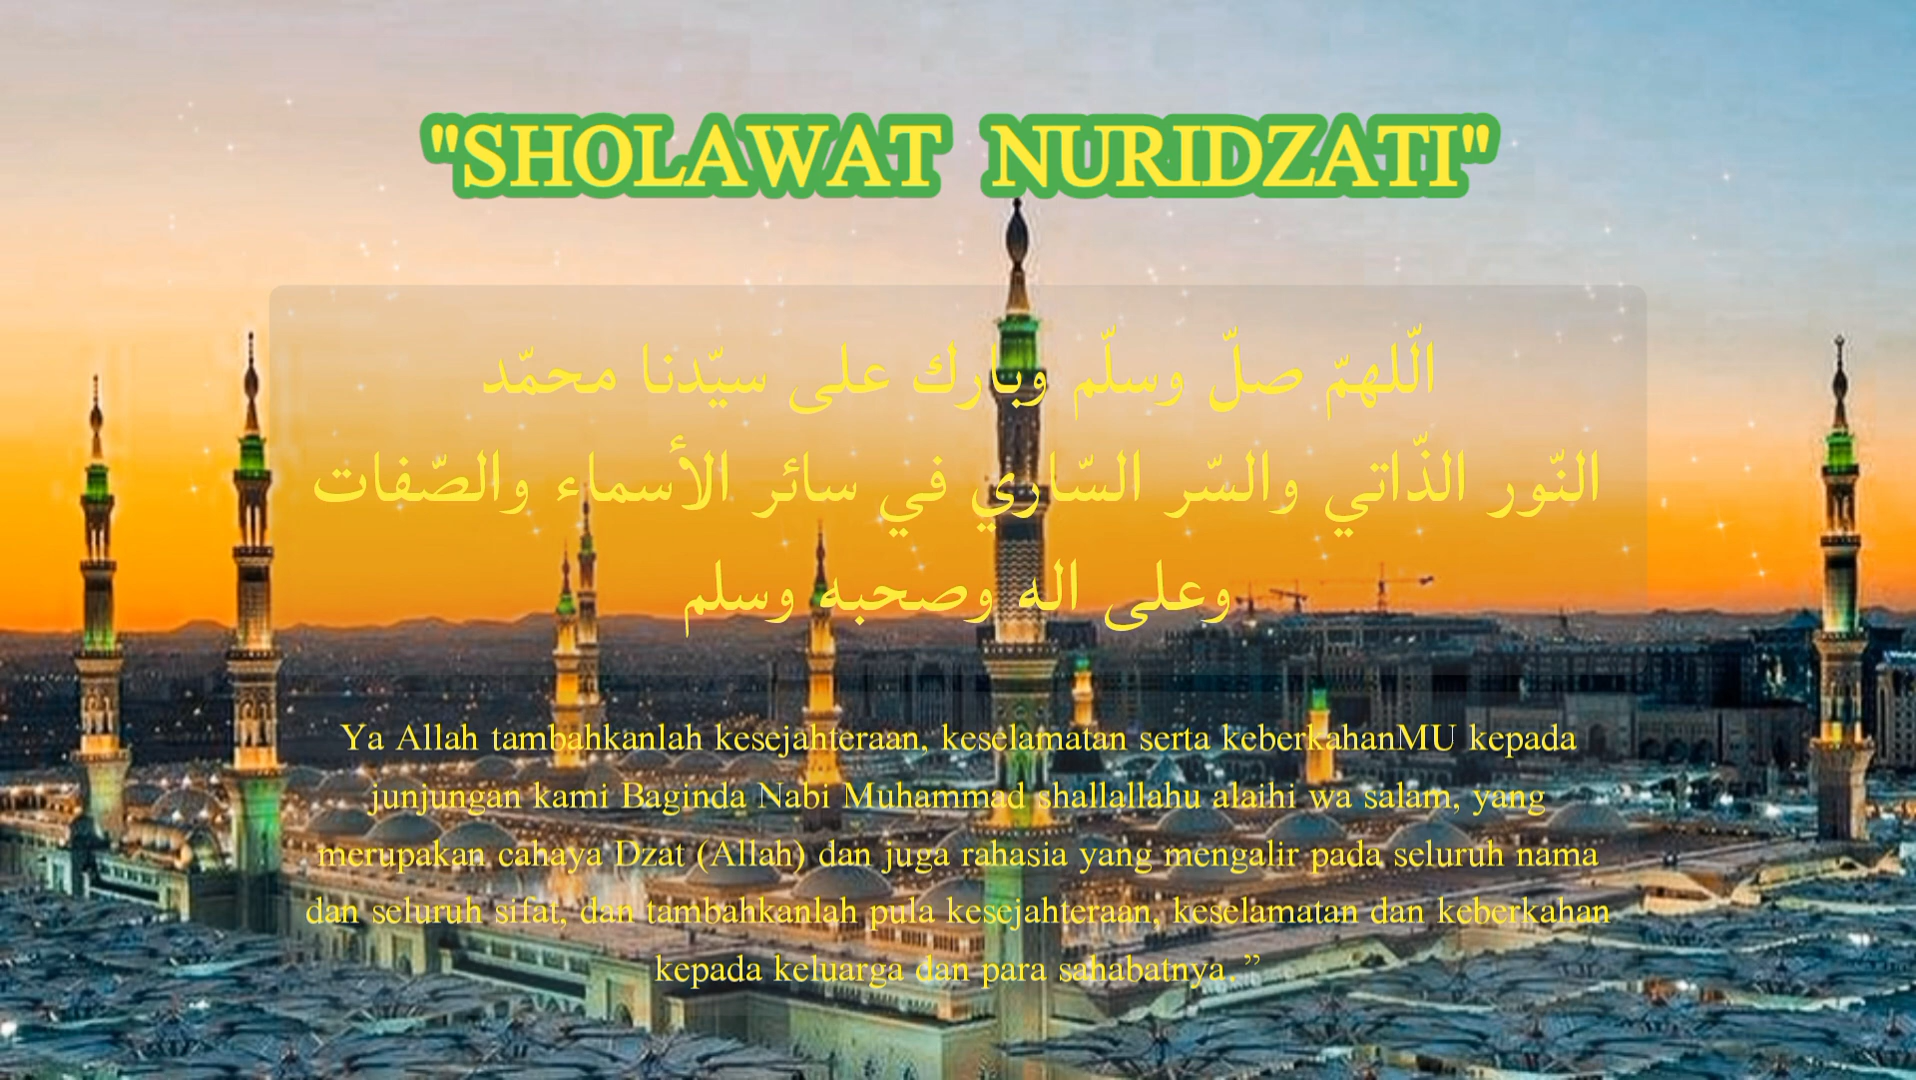 "SHOLAWAT NURIDZATI"
الّلهمّ صلّ وسلّم وبارك على سيّدنا محمّد
النّور الذّاتي والسّر السّاري في سائر الأسماء والصّفات
وعلى اله وصحبه وسلم
Ya Allah tambahkanlah kesejahteraan, keselamatan serta keberkahanMU kepada
junjungan kami Baginda Nabi Muhammad shallallahu alaihi wa salam, yang
merupakan cahaya Dzat (Allah) dan juga rahasia yang mengalir pada seluruh nama
dan seluruh sifat, dan tambahkanlah pula kesejahteraan, keselamatan dan keberkahan
kepada keluarga dan para sahabatnya.”